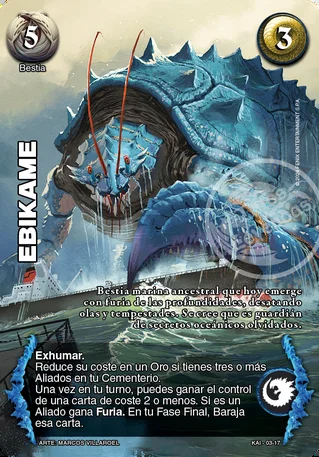 5
3
Bestia
EBIKAME
Bestia marina ancestral que hoy emerge
con furia de las profundidades, desatando
olas y tempestades. Se cree que es guardián
de secretos oceánicos olvidados.
Exhumar.
Reduce su coste en un Oro si tienes tres o más
Aliados en tu Cementerio.
Una vez en tu turno, puedes ganar el control
de una carta de coste 2 o menos. Si es un
Aliado gana Furia. En tu Fase Final, Baraja
esa carta.
ARTE: MARCOS VILLARROEL
KAI - 03-17